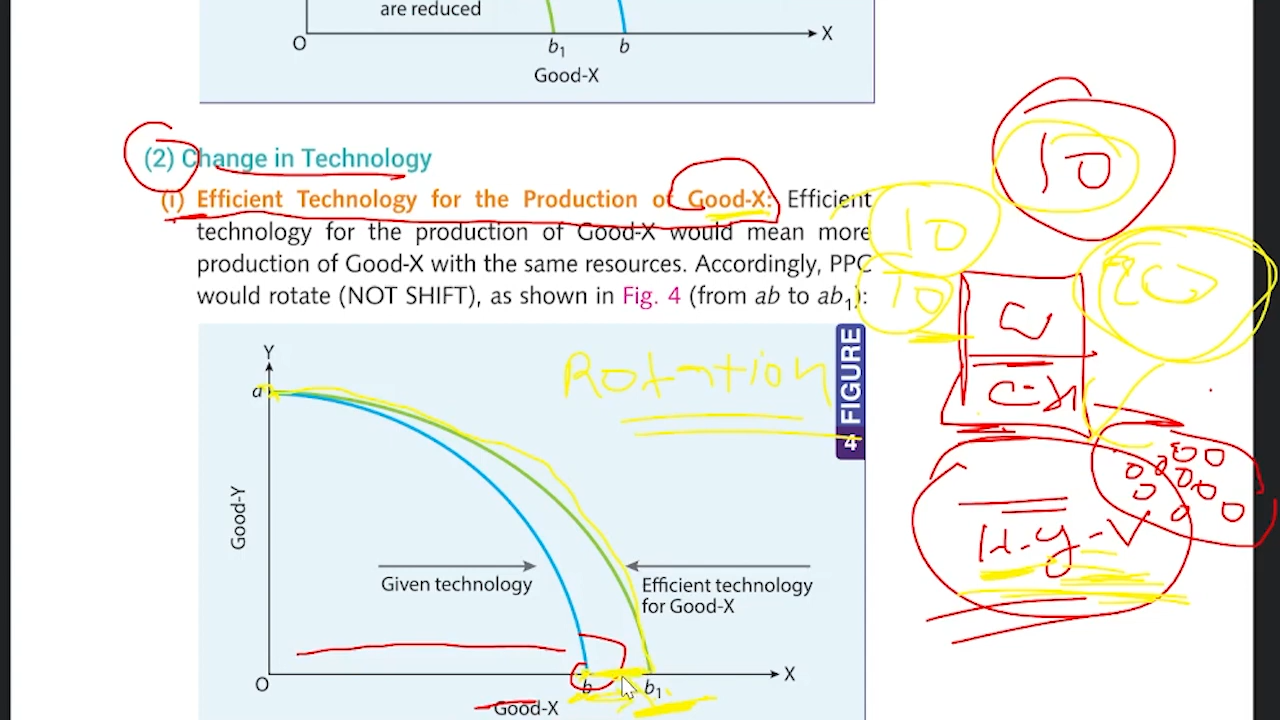 are reduced
O
b₁
b
X
Good-X
(2) Change in Technology
(i) Efficient Technology for the Production of Good-X: Efficient
technology for the production of Good-X would mean more
production of Good-X with the same resources. Accordingly, PPC
would rotate (NOT SHIFT), as shown in Fig. 4 (from ab to ab₁):
10
10
10
20
H-y-V
Y
a
Rotation
FIGURE 4
Good-Y
Given technology
Efficient technology
for Good-X
O
b
b₁
X
Good-X